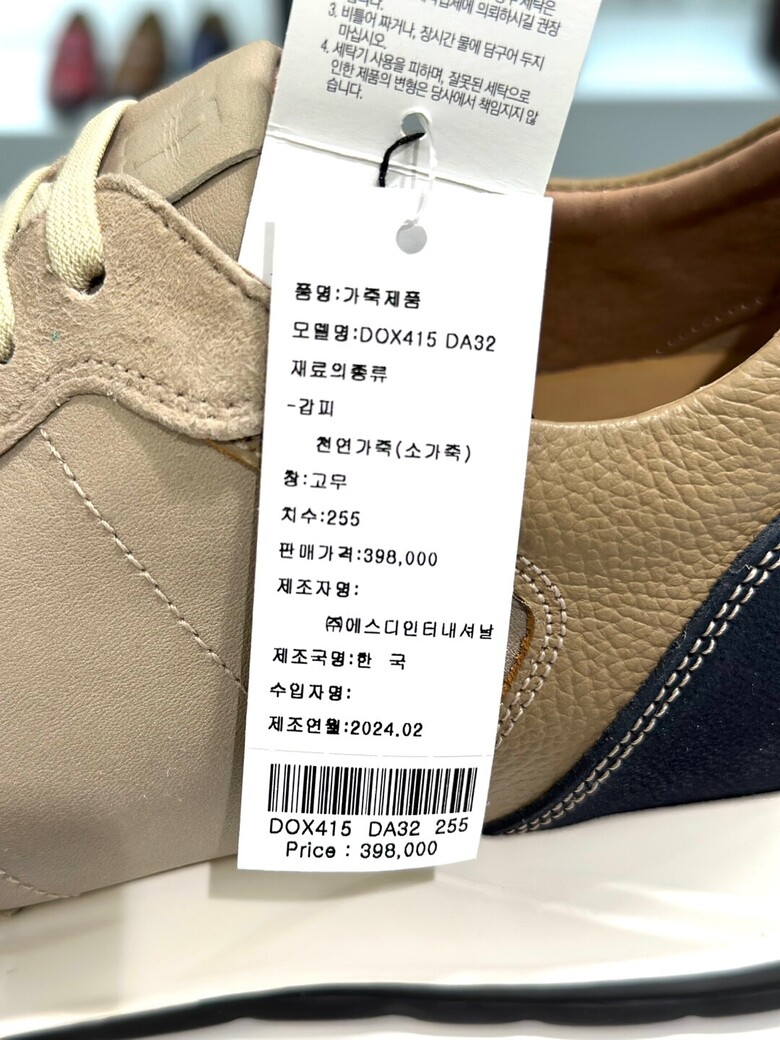 3. 비틀어 짜거나, 장시간 물에 담구어 두지
마십시오.
4. 세탁기 사용을 피하며, 잘못된 세탁으로
인한 제품의 변형은 당사에서 책임지지 않
습니다.
품명:가죽제품
모델명:DOX415 DA32
재료의종류
-갑피
천연가죽(소가죽)
창:고무
치수:255
판매가격:398,000
제조자명:
㈜에스디인터내셔날
제조국명:한 국
수입자명:
제조연월:2024.02
DOX415 DA32 255
Price : 398,000